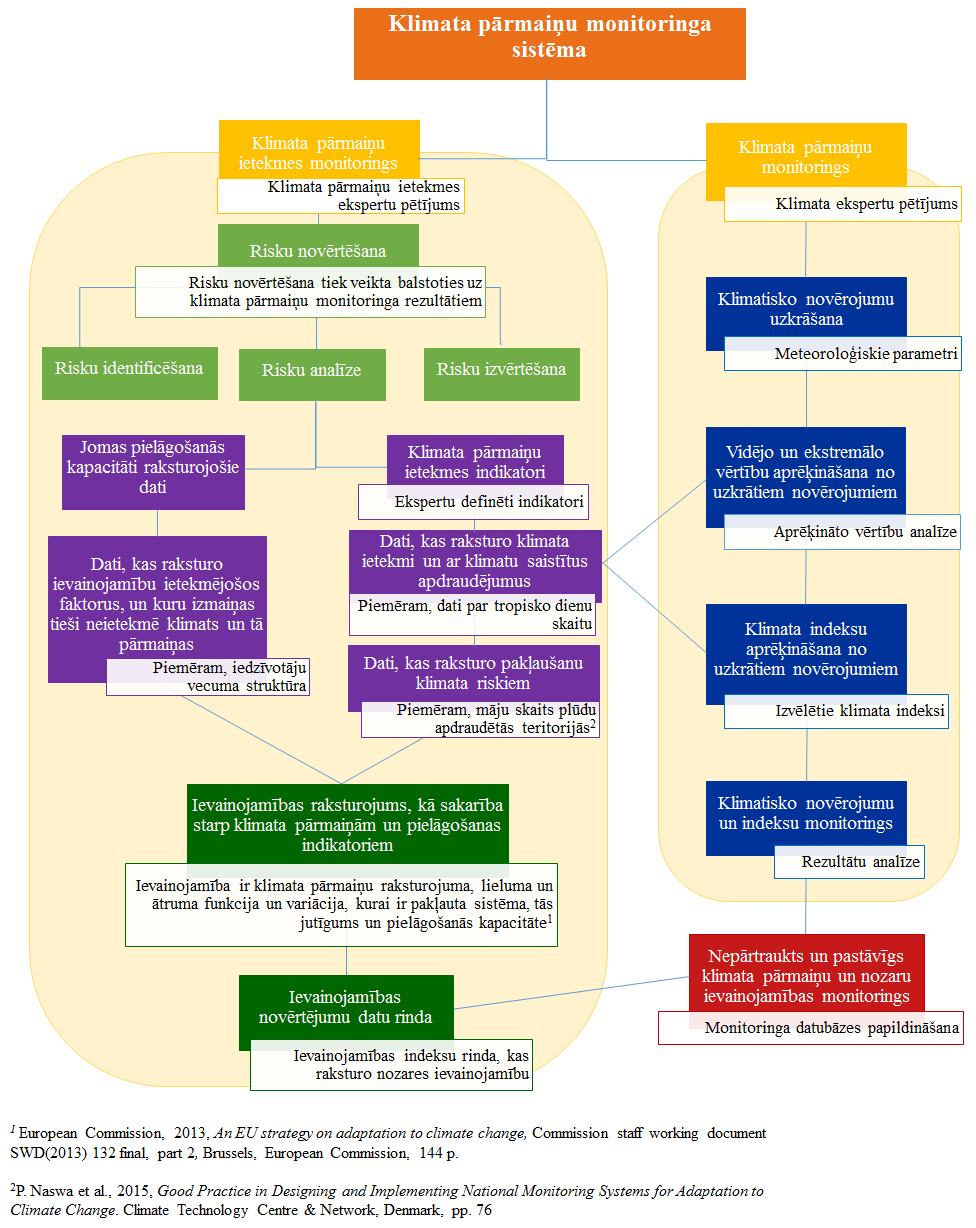 Klimata pārmaiņu monitoringa
sistēma
Klimata pārmaiņu
ietekmes monitorings
Klimata pārmaiņu ietekmes
ekspertu pētījums
Risku novērtēšana
Risku novērtēšana tiek veikta balstoties uz
klimata pārmaiņu monitoringa rezultātiem
Risku identificēšana
Risku analīze
Risku izvērtēšana
Jomas pielāgošanās
kapacitāti raksturojošie
dati
Klimata pārmaiņu
ietekmes indikatori
Ekspertu definēti indikatori
Dati, kas raksturo
ievainojamību ietekmējošos
faktorus, un kuru izmaiņas
tieši neietekmē klimats un tā
pārmaiņas
Piemēram, iedzīvotāju
vecuma struktūra
Dati, kas raksturo klimata
ietekmi un ar klimatu saistītus
apdraudējumus
Piemēram, dati par tropisko dienu
skaitu
Dati, kas raksturo pakļaušanu
klimata riskiem
Piemēram, māju skaits plūdu
apdraudētās teritorijās²
Ievainojamības raksturojums, kā sakarība
starp klimata pārmaiņām un pielāgošanas
indikatoriem
Ievainojamība ir klimata pārmaiņu raksturojuma, lieluma un
ātruma funkcija un variācija, kurai ir pakļauta sistēma, tās
jutīgums un pielāgošanās kapacitāte¹
Ievainojamības
novērtējumu datu rinda
Ievainojamības indeksu rinda, kas
raksturo nozares ievainojamību
Klimata pārmaiņu
monitorings
Klimata ekspertu pētījums
Klimatisko novērojumu
uzkrāšana
Meteoroloģiskie parametri
Vidējo un ekstremālo
vērtību aprēķināšana no
uzkrātiem novērojumiem
Aprēķināto vērtību analīze
Klimata indeksu
aprēķināšana no
uzkrātiem novērojumiem
Izvēlētie klimata indeksi
Klimatisko novērojumu
un indeksu monitorings
Rezultātu analīze
Nepārtraukts un pastāvīgs
klimata pārmaiņu un nozaru
ievainojamības monitorings
Monitoringa datubāzes papildināšana
¹ European Commission, 2013, An EU strategy on adaptation to climate change, Commission staff working document
SWD(2013) 132 final, part 2, Brussels, European Commission, 144 p.
²P. Naswa et al., 2015, Good Practice in Designing and Implementing National Monitoring Systems for Adaptation to
Climate Change. Climate Technology Centre & Network, Denmark, pp. 76